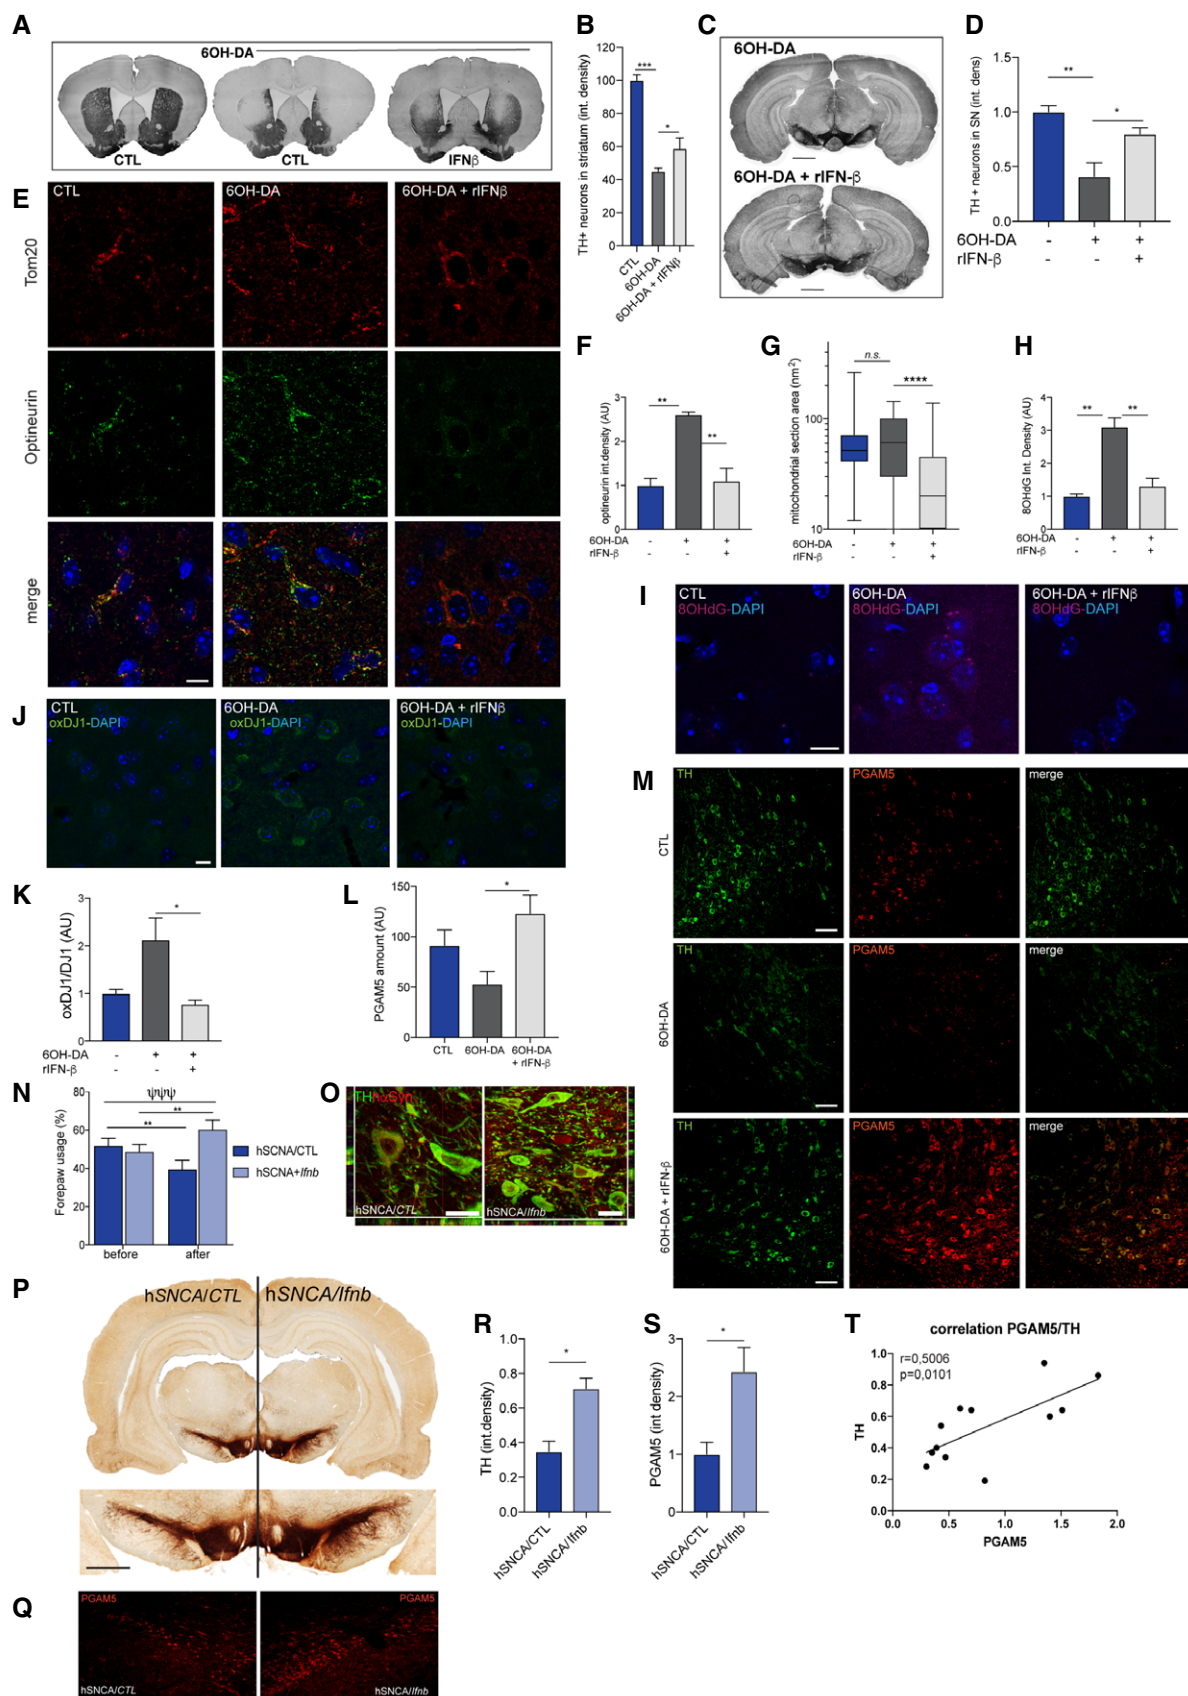 A
6OH-DA
CTL
CTL
IFNβ
B
TH+ neurons in striatum (int. density)
120
100
80
60
40
20
0
***
*
CTL
6OH-DA
6OH-DA + rIFNβ
C
6OH-DA
6OH-DA + rIFN-β
D
TH + neurons in SN (int. dens)
1.5
1.0
0.5
0.0
**
*
6OH-DA - + +
rIFN-β - - +
E
CTL
6OH-DA
6OH-DA + rIFNβ
Tom20
Optineurin
merge
F
optineurin int.density (AU)
3
2
1
0
**
**
6OH-DA - + +
rIFN-β - - +
G
mitochondrial section area (nm²)
100
10
n.s.
****
6OH-DA - + +
rIFN-β - - +
H
8OHdG Int. Density (AU)
4
3
2
1
0
**
**
6OH-DA - + +
rIFN-β - - +
I
CTL
8OHdG-DAPI
6OH-DA
8OHdG-DAPI
6OH-DA + rIFNβ
8OHdG-DAPI
J
CTL
oxDJ1-DAPI
6OH-DA
oxDJ1-DAPI
6OH-DA + rIFNβ
oxDJ1-DAPI
K
oxDJ1/DJ1 (AU)
3
2
1
0
*
6OH-DA - + +
rIFN-β - - +
L
PGAM5 amount (AU)
150
100
50
0
*
CTL
6OH-DA
6OH-DA
+ rIFN-β
M
TH
PGAM5
merge
CTL
TH
PGAM5
merge
6OH-DA
TH
PGAM5
merge
6OH-DA + rIFN-β
N
Forepaw usage (%)
80
60
40
20
0
ψψψ
**
**
before
after
hSCNA/CTL
hSCNA+Ifnb
O
THhαSyn
hSNCA/CTL
hSNCA/Ifnb
P
hSNCA/CTL
hSNCA/Ifnb
Q
PGAM5
PGAM5
hSNCA/CTL
hSNCA/Ifnb
R
TH (int.density)
1.0
0.8
0.6
0.4
0.2
0.0
*
hSNCA/CTL
hSNCA/Ifnb
S
PGAM5 (int density)
3
2
1
0
*
hSNCA/CTL
hSNCA/Ifnb
T
correlation PGAM5/TH
r=0,5006
p=0,0101
TH
1.0
0.8
0.6
0.4
0.2
0.0
0.0
0.5
1.0
1.5
2.0
PGAM5